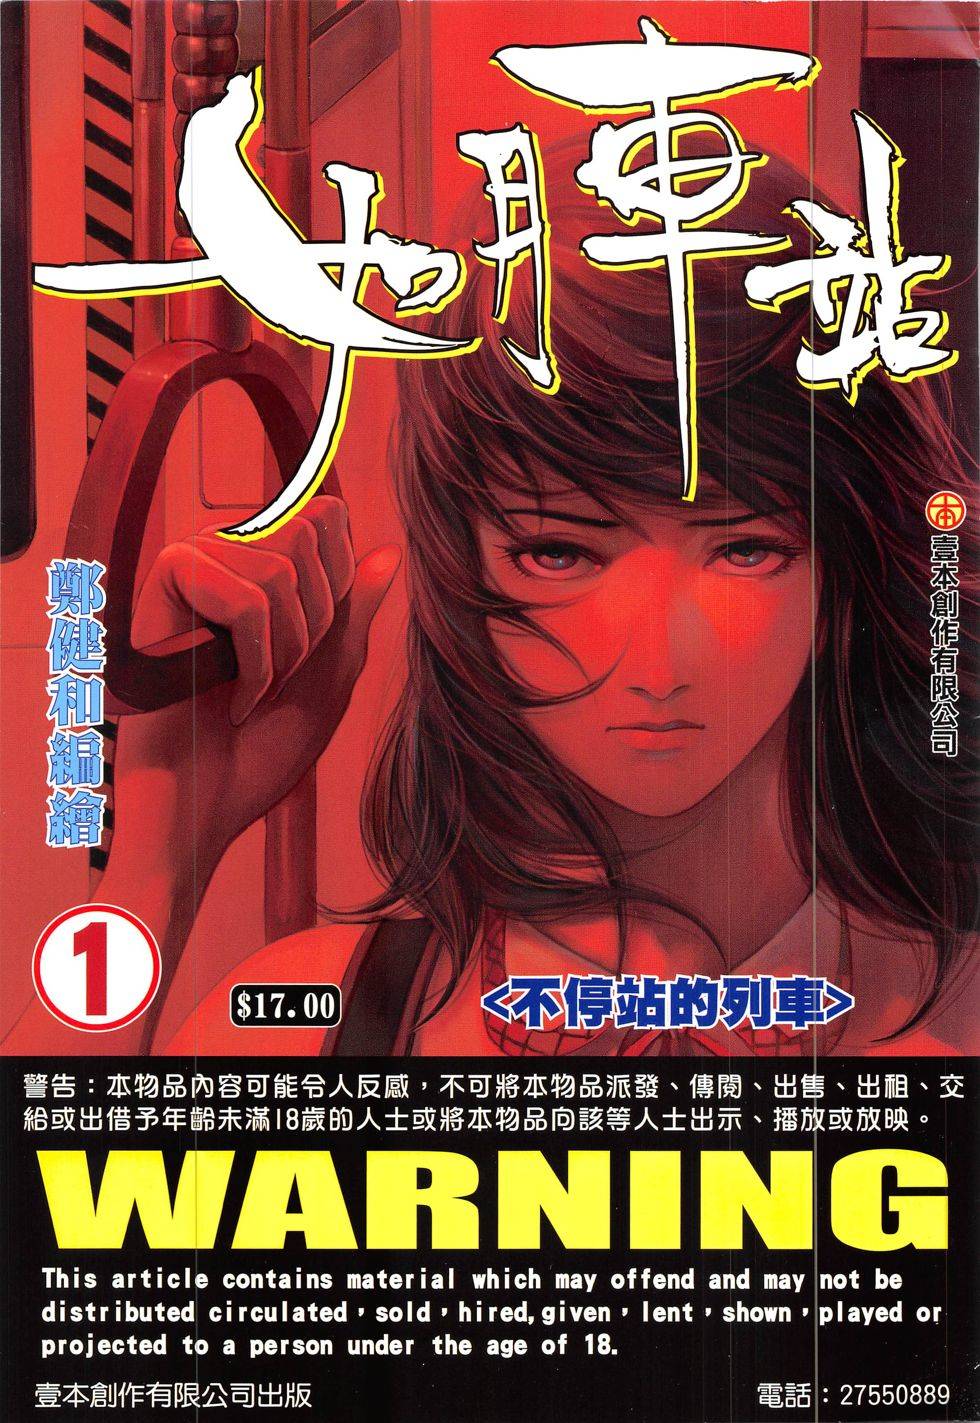 如月車站
本
壹本創作有限公司
鄭健和編繪
1
$17.00
<不停站的列車>
警告：本物品內容可能令人反感，不可將本物品派發、傳閱、出售、出租、交
給或出借予年齡未滿18歲的人士或將本物品向該等人士出示、播放或放映。
WARNING
This article contains material which may offend and may not be
distributed circulated，sold，hired,given，lent，shown，played or
projected to a person under the age of 18.
壹本創作有限公司出版
電話：27550889